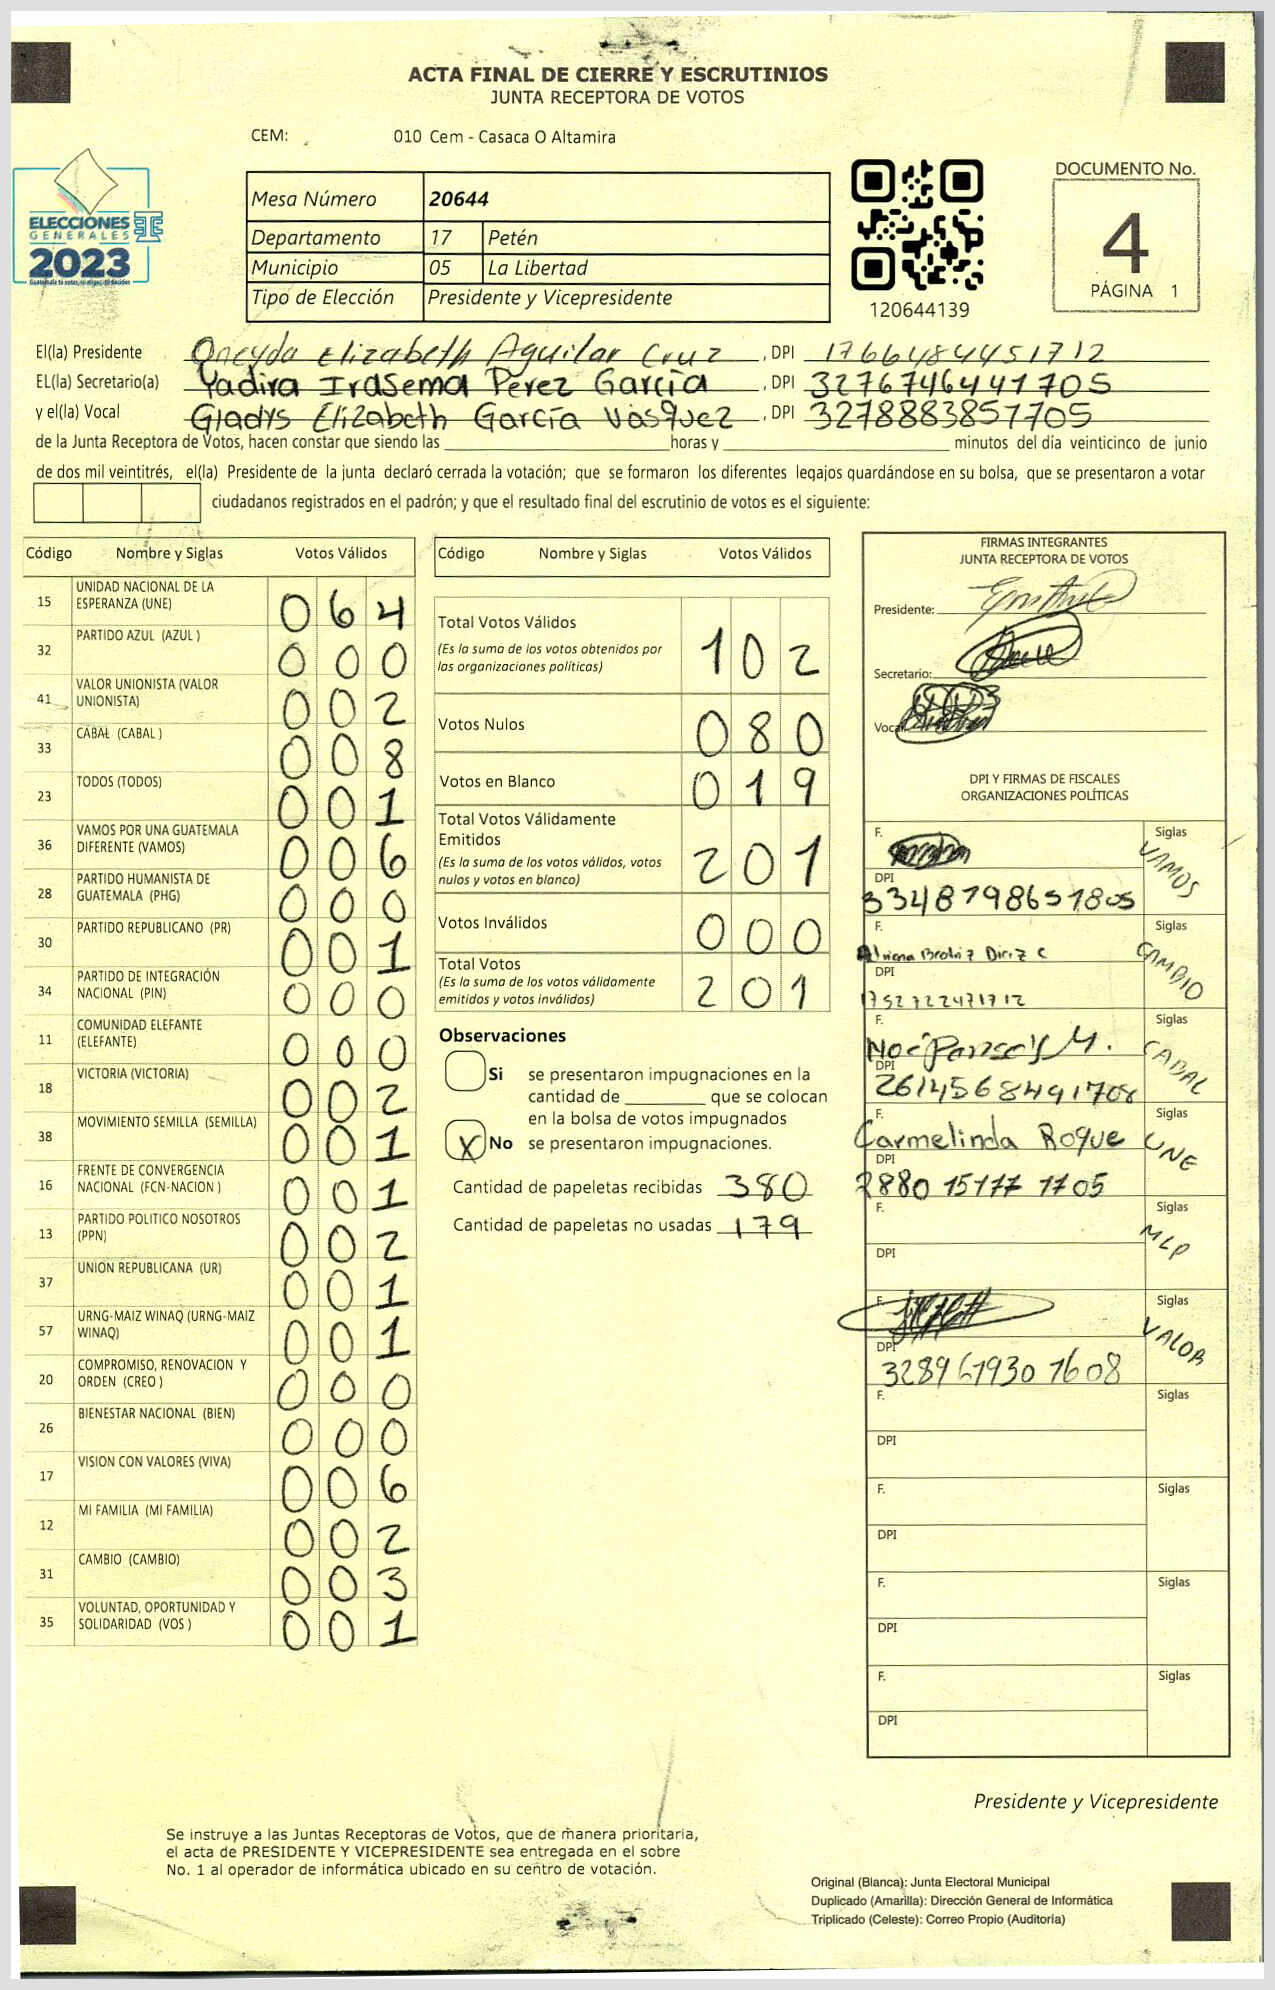 ACTA FINAL DE CIERRE Y ESCRUTINIOS
JUNTA RECEPTORA DE VOTOS
CEM: 010 Cem - Casaca O Altamira
ELECCIONES
GENERALES
2023
Mesa Número 20644
Departamento 17 Petén
Municipio 05 La Libertad
Tipo de Elección Presidente y Vicepresidente
120644139
DOCUMENTO No.
4
PÁGINA 1
El(la) Presidente Oneyda Elizabeth Aguilar Cruz , DPI 1766484451712
EL(la) Secretario(a) Yadira Irasema Perez García , DPI 3276746441705
y el(la) Vocal Gladys Elizabeth García Vásquez , DPI 3278883857705
de la Junta Receptora de Votos, hacen constar que siendo las horas y minutos del día veinticinco de junio
de dos mil veintitrés, el(la) Presidente de la junta declaró cerrada la votación; que se formaron los diferentes legajos guardándose en su bolsa, que se presentaron a votar
ciudadanos registrados en el padrón; y que el resultado final del escrutinio de votos es el siguiente:
Código Nombre y Siglas Votos Válidos
15 UNIDAD NACIONAL DE LA ESPERANZA (UNE) 064
32 PARTIDO AZUL (AZUL ) 000
41 VALOR UNIONISTA (VALOR UNIONISTA) 002
33 CABAL (CABAL ) 008
23 TODOS (TODOS) 001
36 VAMOS POR UNA GUATEMALA DIFERENTE (VAMOS) 006
28 PARTIDO HUMANISTA DE GUATEMALA (PHG) 000
30 PARTIDO REPUBLICANO (PR) 001
34 PARTIDO DE INTEGRACIÓN NACIONAL (PIN) 000
11 COMUNIDAD ELEFANTE (ELEFANTE) 000
18 VICTORIA (VICTORIA) 002
38 MOVIMIENTO SEMILLA (SEMILLA) 001
16 FRENTE DE CONVERGENCIA NACIONAL (FCN-NACION ) 001
13 PARTIDO POLITICO NOSOTROS (PPN) 002
37 UNION REPUBLICANA (UR) 001
57 URNG-MAIZ WINAQ (URNG-MAIZ WINAQ) 001
20 COMPROMISO, RENOVACION Y ORDEN (CREO ) 000
26 BIENESTAR NACIONAL (BIEN) 000
17 VISION CON VALORES (VIVA) 006
12 MI FAMILIA (MI FAMILIA) 002
31 CAMBIO (CAMBIO) 003
35 VOLUNTAD, OPORTUNIDAD Y SOLIDARIDAD (VOS ) 001
Código Nombre y Siglas Votos Válidos
Total Votos Válidos 102
(Es la suma de los votos obtenidos por
las organizaciones políticas)
Votos Nulos 080
Votos en Blanco 019
Total Votos Válidamente
Emitidos 201
(Es la suma de los votos válidos, votos
nulos y votos en blanco)
Votos Inválidos 000
Total Votos 201
(Es la suma de los votos válidamente
emitidos y votos inválidos)
Observaciones
Si se presentaron impugnaciones en la
cantidad de que se colocan
en la bolsa de votos impugnados
X No se presentaron impugnaciones.
Cantidad de papeletas recibidas 380
Cantidad de papeletas no usadas 179
FIRMAS INTEGRANTES
JUNTA RECEPTORA DE VOTOS
Presidente:
Secretario:
Vocal:
DPI Y FIRMAS DE FISCALES
ORGANIZACIONES POLÍTICAS
F. Siglas VAMOS
DPI 3348798651805
F. Siglas CAMBIO
DPI 1752722471712
F. Siglas CABAL
DPI 2614568491708
F. Carmelinda Roque Siglas UNE
DPI 2880 15177 1705
F. Siglas MLP
DPI
F. Siglas VALOR
DPI 328961930 1608
F. Siglas
DPI
F. Siglas
DPI
F. Siglas
DPI
F. Siglas
DPI
Presidente y Vicepresidente
Se instruye a las Juntas Receptoras de Votos, que de manera prioritaria,
el acta de PRESIDENTE Y VICEPRESIDENTE sea entregada en el sobre
No. 1 al operador de informática ubicado en su centro de votación.
Original (Blanca): Junta Electoral Municipal
Duplicado (Amarilla): Dirección General de Informática
Triplicado (Celeste): Correo Propio (Auditoría)